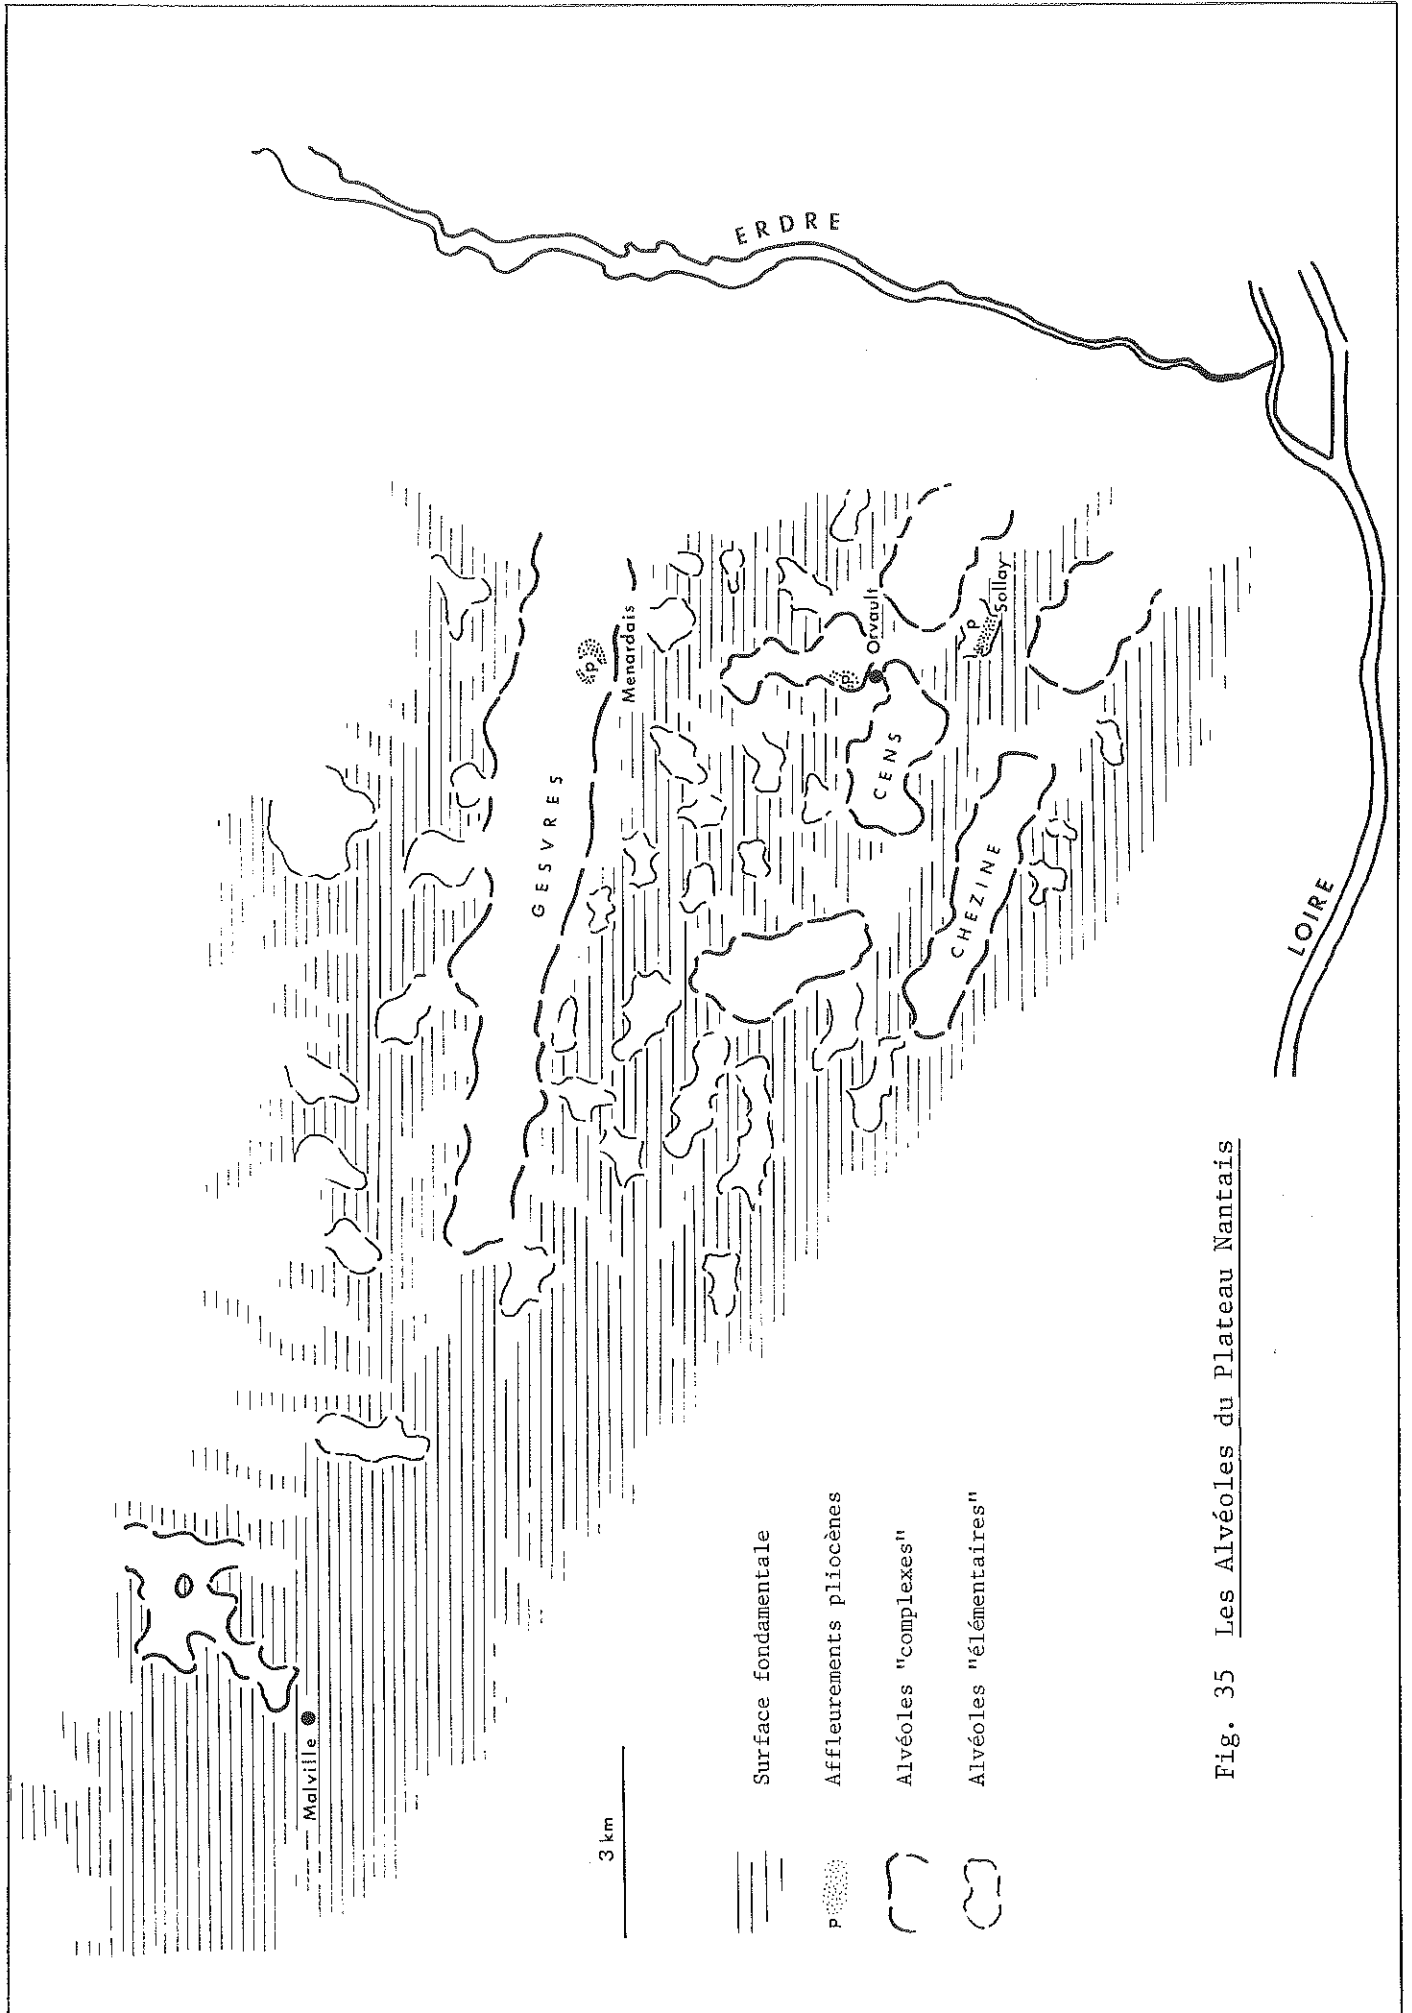 ERDRE
LOIRE
GESVRES
Menardais
P
P
Orvault
P
Sollay
CENS
CHEZINE
Malville
3 km
Surface fondamentale
P Affleurements pliocènes
Alvéoles "complexes"
Alvéoles "élémentaires"
Fig. 35 Les Alvéoles du Plateau Nantais